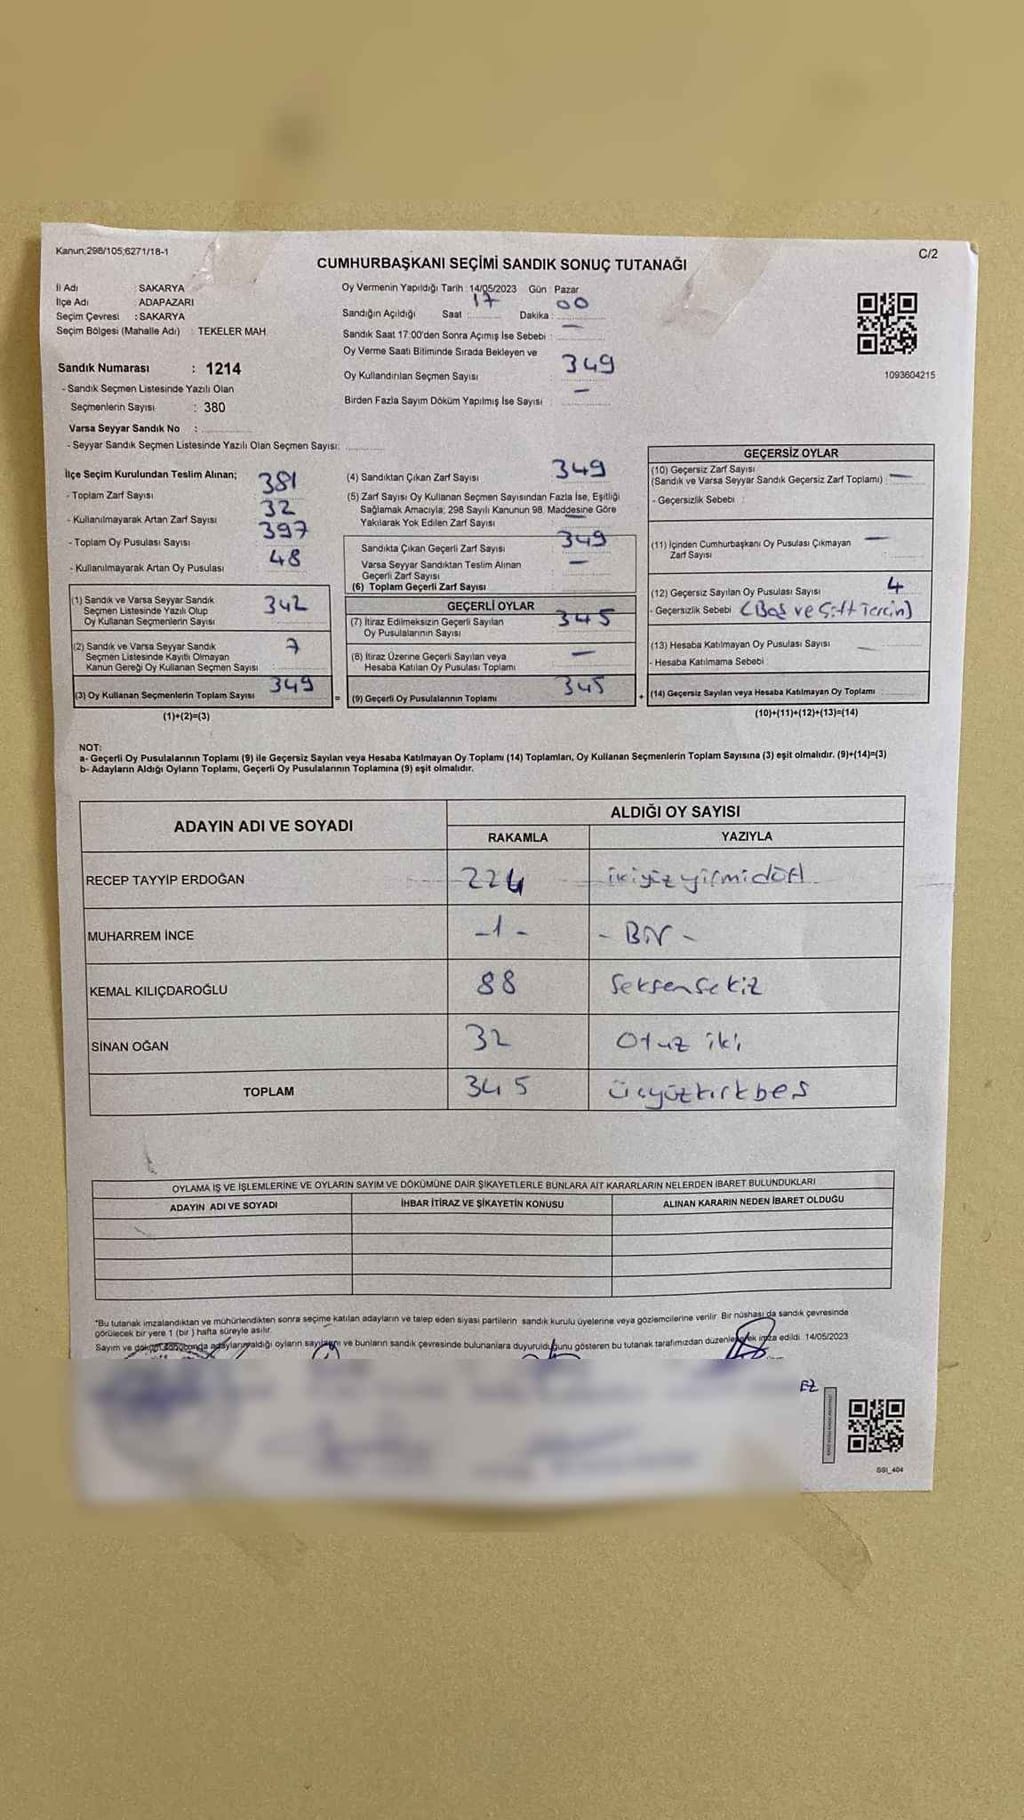 Kanun;298/105;6271/18-1
C/2
CUMHURBAŞKANI SEÇİMİ SANDIK SONUÇ TUTANAĞI
İl Adı : SAKARYA
İlçe Adı : ADAPAZARI
Seçim Çevresi : SAKARYA
Seçim Bölgesi (Mahalle Adı) : TEKELER MAH.
Sandık Numarası : 1214
- Sandık Seçmen Listesinde Yazılı Olan
Seçmenlerin Sayısı : 380
Varsa Seyyar Sandık No :
- Seyyar Sandık Seçmen Listesinde Yazılı Olan Seçmen Sayısı:
Oy Vermenin Yapıldığı Tarih : 14/05/2023 Gün : Pazar
Sandığın Açıldığı Saat : 17 Dakika : 00
Sandık Saat 17:00'den Sonra Açımış İse Sebebi : —
Oy Verme Saati Bitiminde Sırada Bekleyen ve
Oy Kullandırılan Seçmen Sayısı : 349
Birden Fazla Sayım Döküm Yapılmış İse Sayısı : —
1093604215
İlçe Seçim Kurulundan Teslim Alınan;
- Toplam Zarf Sayısı 381
- Kullanılmayarak Artan Zarf Sayısı 32
- Toplam Oy Pusulası Sayısı 397
- Kullanılmayarak Artan Oy Pusulası 48
(1) Sandık ve Varsa Seyyar Sandık
Seçmen Listesinde Yazılı Olup
Oy Kullanan Seçmenlerin Sayısı 342
(2) Sandık ve Varsa Seyyar Sandık
Seçmen Listesinde Kayıtlı Olmayan
Kanun Gereği Oy Kullanan Seçmen Sayısı 7
(3) Oy Kullanan Seçmenlerin Toplam Sayısı 349
(1)+(2)=(3)
(4) Sandıktan Çıkan Zarf Sayısı 349
(5) Zarf Sayısı Oy Kullanan Seçmen Sayısından Fazla İse, Eşitliği
Sağlamak Amacıyla; 298 Sayılı Kanunun 98. Maddesine Göre
Yakılarak Yok Edilen Zarf Sayısı —
Sandıkta Çıkan Geçerli Zarf Sayısı 349
Varsa Seyyar Sandıktan Teslim Alınan
Geçerli Zarf Sayısı —
(6) Toplam Geçerli Zarf Sayısı
GEÇERLİ OYLAR
(7) İtiraz Edilmeksizin Geçerli Sayılan
Oy Pusulalarının Sayısı 345
(8) İtiraz Üzerine Geçerli Sayılan veya
Hesaba Katılan Oy Pusulası Toplamı —
= (9) Geçerli Oy Pusulalarının Toplamı 345
GEÇERSİZ OYLAR
(10) Geçersiz Zarf Sayısı
(Sandık ve Varsa Seyyar Sandık Geçersiz Zarf Toplamı) : —
- Geçersizlik Sebebi :
(11) İçinden Cumhurbaşkanı Oy Pusulası Çıkmayan —
Zarf Sayısı :
(12) Geçersiz Sayılan Oy Pusulası Sayısı 4
- Geçersizlik Sebebi : (Boş ve Çift Tercin)
(13) Hesaba Katılmayan Oy Pusulası Sayısı : —
- Hesaba Katılmama Sebebi :
+ (14) Geçersiz Sayılan veya Hesaba Katılmayan Oy Toplamı :
(10)+(11)+(12)+(13)=(14)
NOT:
a- Geçerli Oy Pusulalarının Toplamı (9) ile Geçersiz Sayılan veya Hesaba Katılmayan Oy Toplamı (14) Toplamları, Oy Kullanan Seçmenlerin Toplam Sayısına (3) eşit olmalıdır. (9)+(14)=(3)
b- Adayların Aldığı Oyların Toplamı, Geçerli Oy Pusulalarının Toplamına (9) eşit olmalıdır.
ADAYIN ADI VE SOYADI
ALDIĞI OY SAYISI
RAKAMLA YAZIYLA
RECEP TAYYİP ERDOĞAN 224 ikiyüz yirmidört
MUHARREM İNCE -1- - Bir -
KEMAL KILIÇDAROĞLU 88 Seksensekiz
SİNAN OĞAN 32 Otuz iki
TOPLAM 345 üçyüzkırkbeş
OYLAMA İŞ VE İŞLEMLERİNE VE OYLARIN SAYIM VE DÖKÜMÜNE DAİR ŞİKAYETLERLE BUNLARA AİT KARARLARIN NELERDEN İBARET BULUNDUKLARI
ADAYIN ADI VE SOYADI İHBAR İTİRAZ VE ŞİKAYETİN KONUSU ALINAN KARARIN NEDEN İBARET OLDUĞU
*Bu tutanak imzalandıktan ve mühürlendikten sonra seçime katılan adayların ve talep eden siyasi partilerin sandık kurulu üyelerine veya gözlemcilerine verilir. Bir nüshası da sandık çevresinde
görülecek bir yere 1 (bir ) hafta süreyle asılır.
Sayım ve döküm sonucunda adayların aldığı oyların sayılarını ve bunların sandık çevresinde bulunanlara duyurulduğunu gösteren bu tutanak tarafımızdan düzenlenerek imza edildi. 14/05/2023
EZ
SSI_404